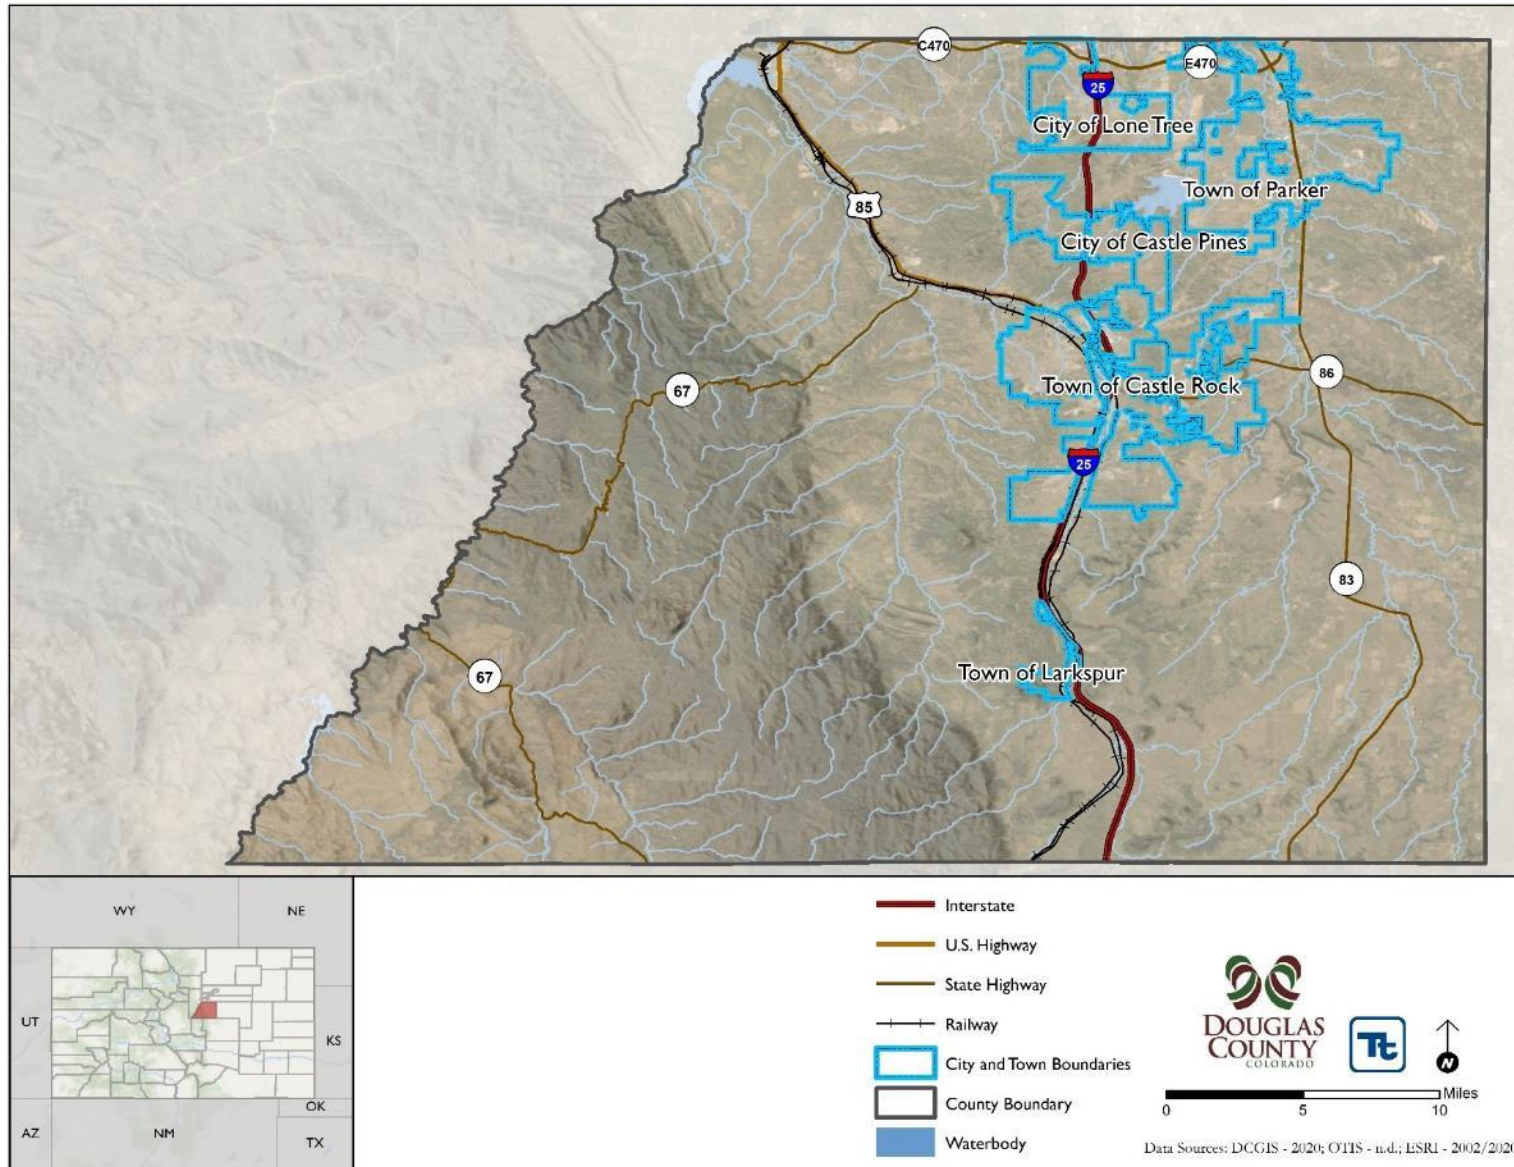 C470
E470
25
City of Lone Tree
Town of Parker
85
City of Castle Pines
67
Town of Castle Rock
86
25
83
67
Town of Larkspur
WY
NE
UT
KS
OK
AZ
NM
TX
Interstate
U.S. Highway
State Highway
Railway
City and Town Boundaries
County Boundary
Waterbody
DOUGLAS
COUNTY
COLORADO
Tt
N
Miles
0 5 10
Data Sources: DCGIS - 2020; OTIS - n.d.; ESRI - 2002/2020